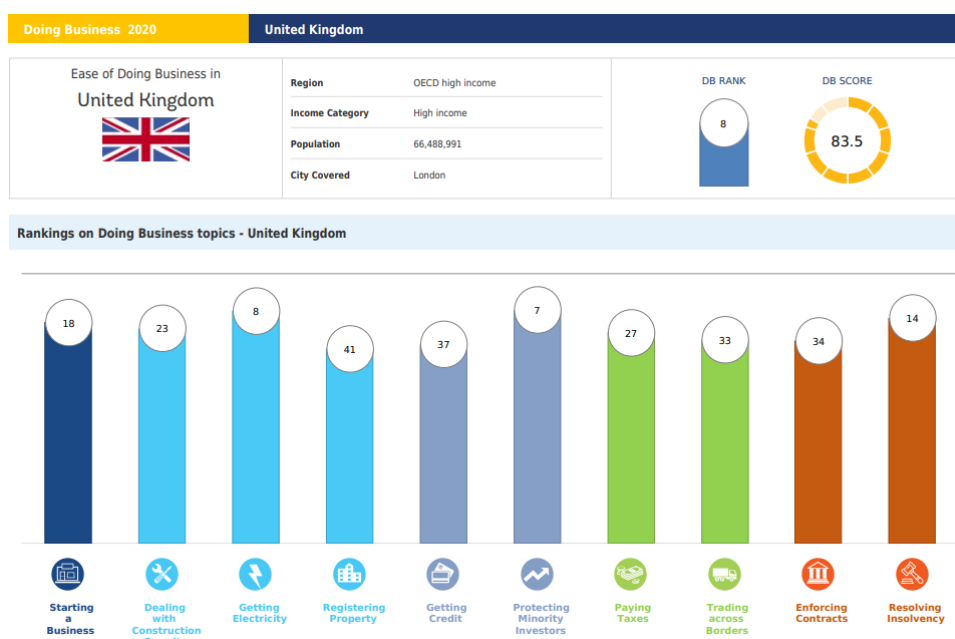 Doing Business 2020
United Kingdom
Ease of Doing Business in
United Kingdom
Region
OECD high income
Income Category
High income
Population
66,488,991
City Covered
London
DB RANK
8
DB SCORE
83.5
Rankings on Doing Business topics - United Kingdom
18
23
8
41
37
7
27
33
34
14
Starting
a
Business
Dealing
with
Construction
Getting
Electricity
Registering
Property
Getting
Credit
Protecting
Minority
Investors
Paying
Taxes
Trading
across
Borders
Enforcing
Contracts
Resolving
Insolvency